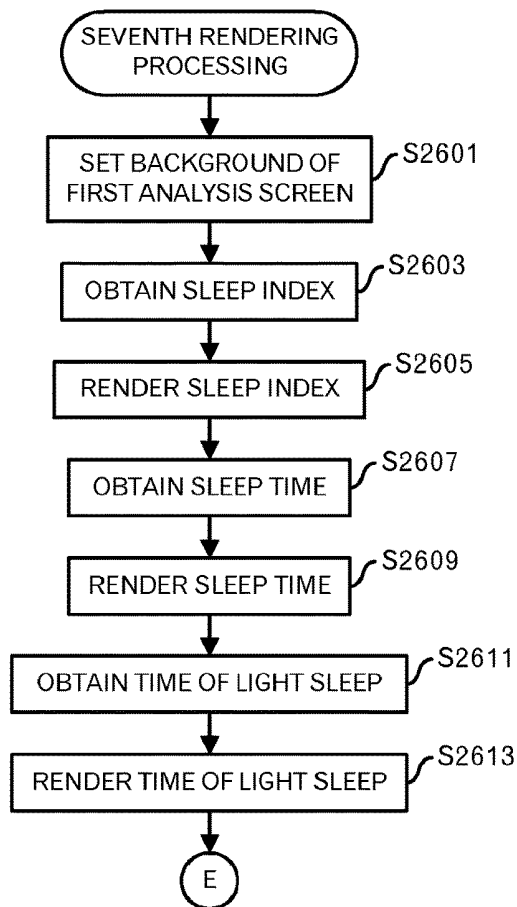 SEVENTH RENDERING
PROCESSING
SET BACKGROUND OF
FIRST ANALYSIS SCREEN
S2601
OBTAIN SLEEP INDEX
S2603
RENDER SLEEP INDEX
S2605
OBTAIN SLEEP TIME
S2607
RENDER SLEEP TIME
S2609
OBTAIN TIME OF LIGHT SLEEP
S2611
RENDER TIME OF LIGHT SLEEP
S2613
E